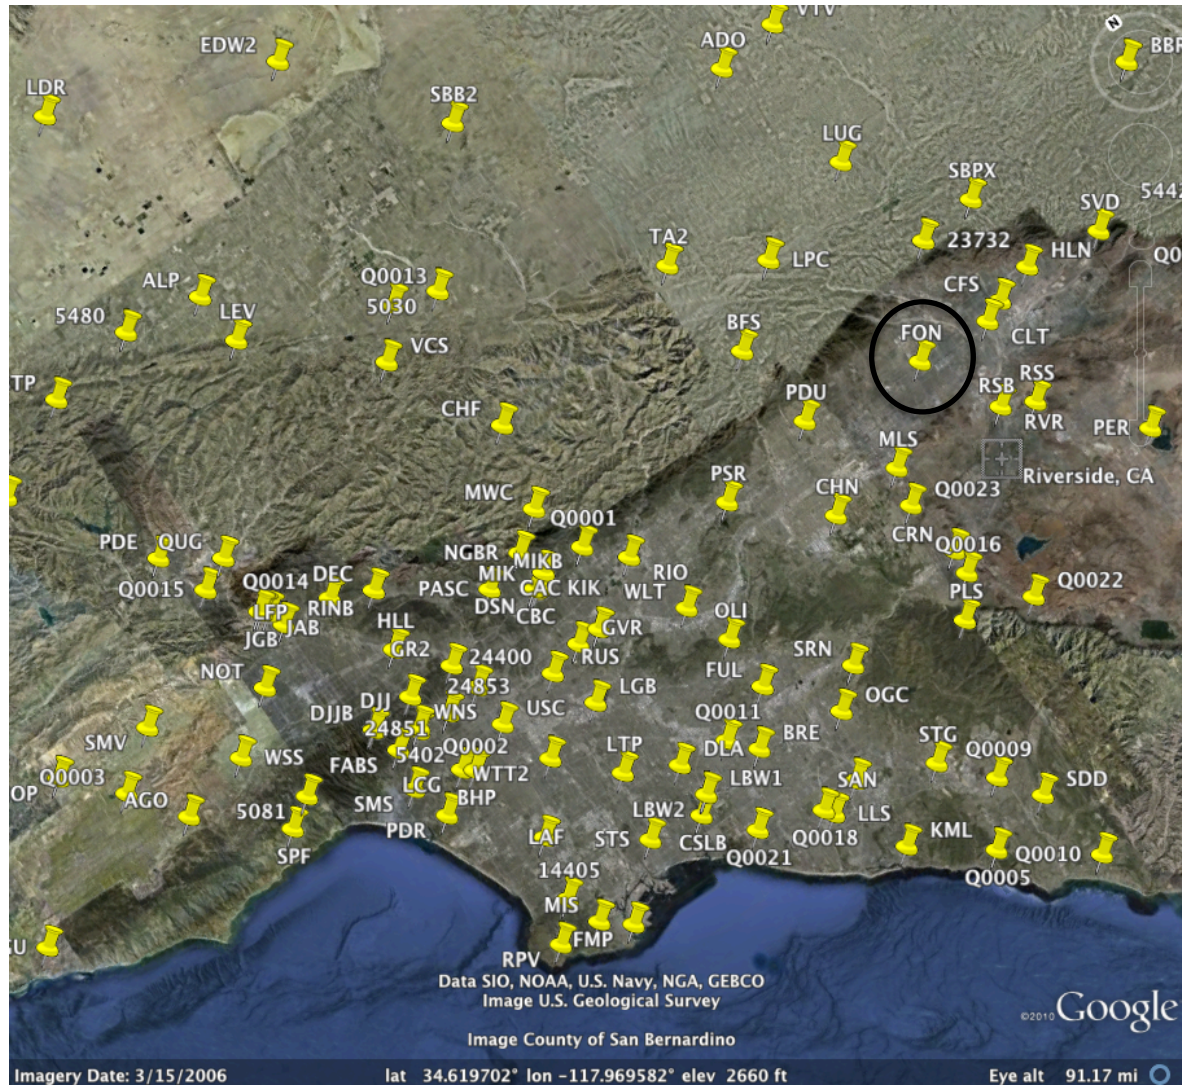 VTV
EDW2
ADO
BBR
LDR
SBB2
LUG
SBPX
5442
SVD
TA2
23732
HLN
LPC
Q0
ALP
Q0013
CFS
5480
5030
LEV
BFS
FON
CLT
VCS
RSS
TP
RSB
CHF
PDU
RVR
PER
MLS
PSR
Riverside, CA
MWC
CHN
Q0023
Q0001
PDE
QUG
NGBR
CRN
Q0016
MIKB
RIO
Q0015
Q0014
DEC
MIK
PASC
CAC
KIK
WLT
PLS
Q0022
LFP
RINB
DSN
CBC
OLI
JGB
JAB
HLL
GVR
GR2
24400
RUS
SRN
NOT
FUL
24853
LGB
OGC
DJJ
DJJB
WNS
USC
Q0011
24851
BRE
SMV
5402
Q0002
LTP
DLA
STG
Q0009
WSS
FABS
WTT2
LBW1
SAN
SDD
Q0003
OP
LCG
AGO
SMS
BHP
LBW2
LLS
5081
PDR
LAF
STS
CSLB
Q0018
KML
SPF
Q0021
Q0010
14405
Q0005
MIS
GU
FMP
RPV
Data SIO, NOAA, U.S. Navy, NGA, GEBCO
Image U.S. Geological Survey
©2010 Google
Image County of San Bernardino
Imagery Date: 3/15/2006 lat 34.619702° lon -117.969582° elev 2660 ft Eye alt 91.17 mi
N